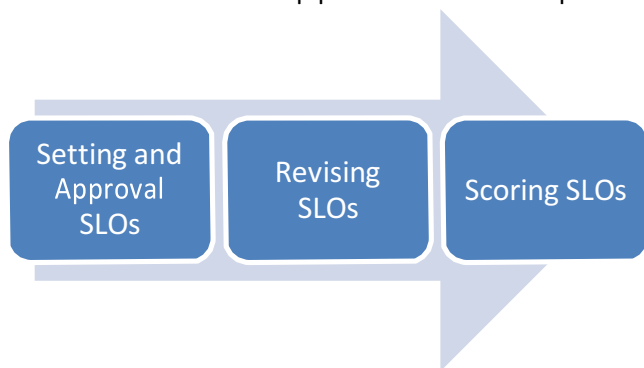 Setting and
Approval
SLOs
Revising
SLOs
Scoring SLOs